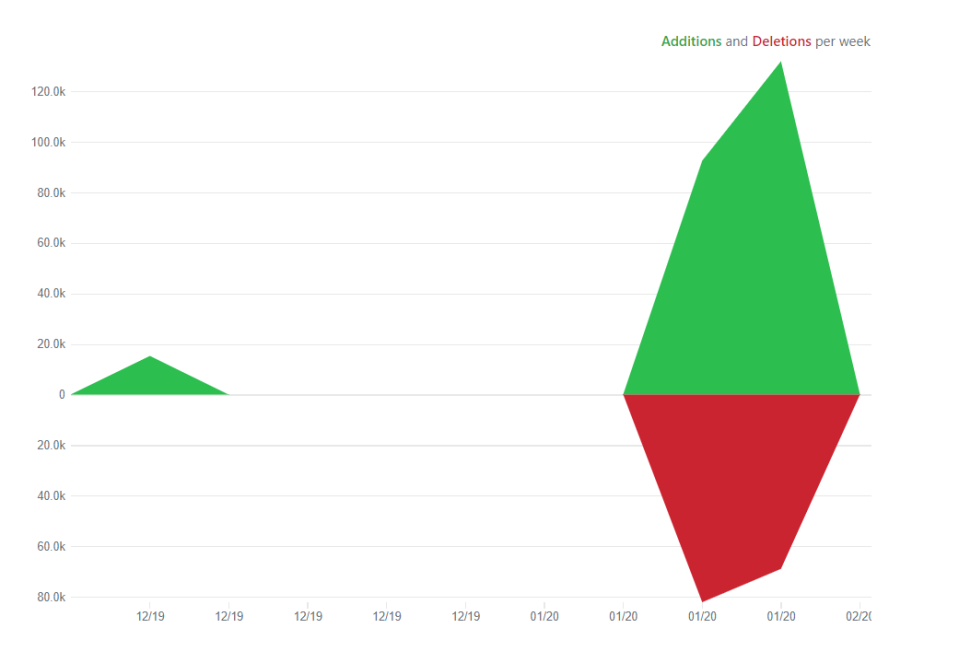 Additions and Deletions per week
120.0k
100.0k
80.0k
60.0k
40.0k
20.0k
0
20.0k
40.0k
60.0k
80.0k
12/19 12/19 12/19 12/19 12/19 01/20 01/20 01/20 01/20 02/20